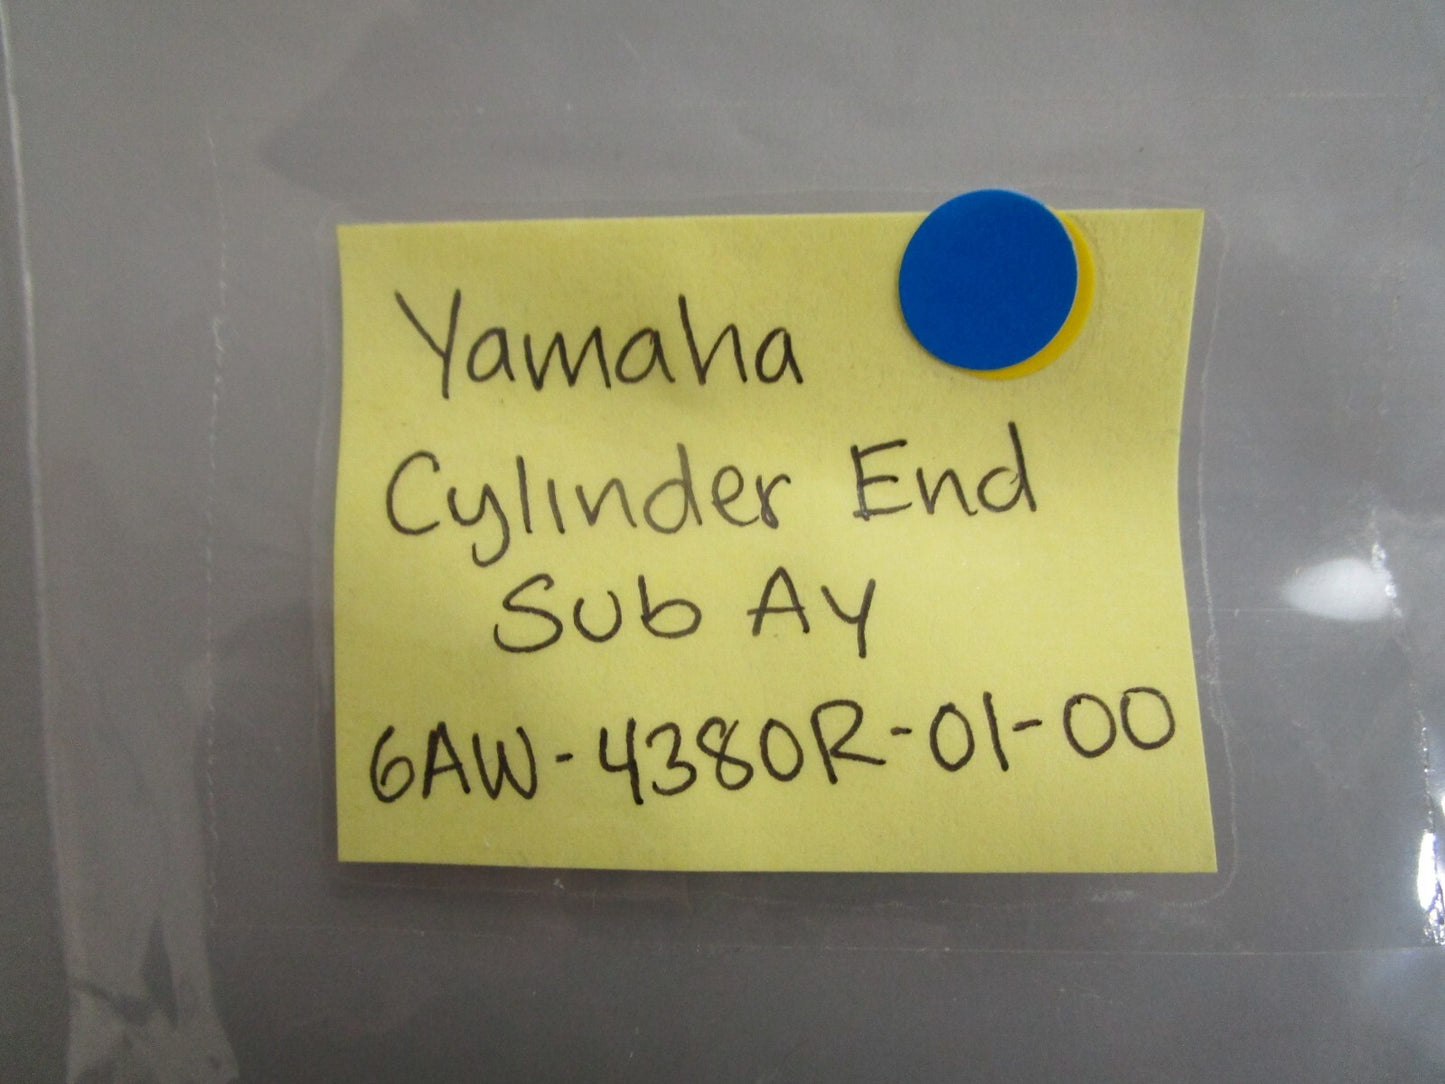 Yamaha
Cylinder End
Sub Ay
6AW-4380R-01-00